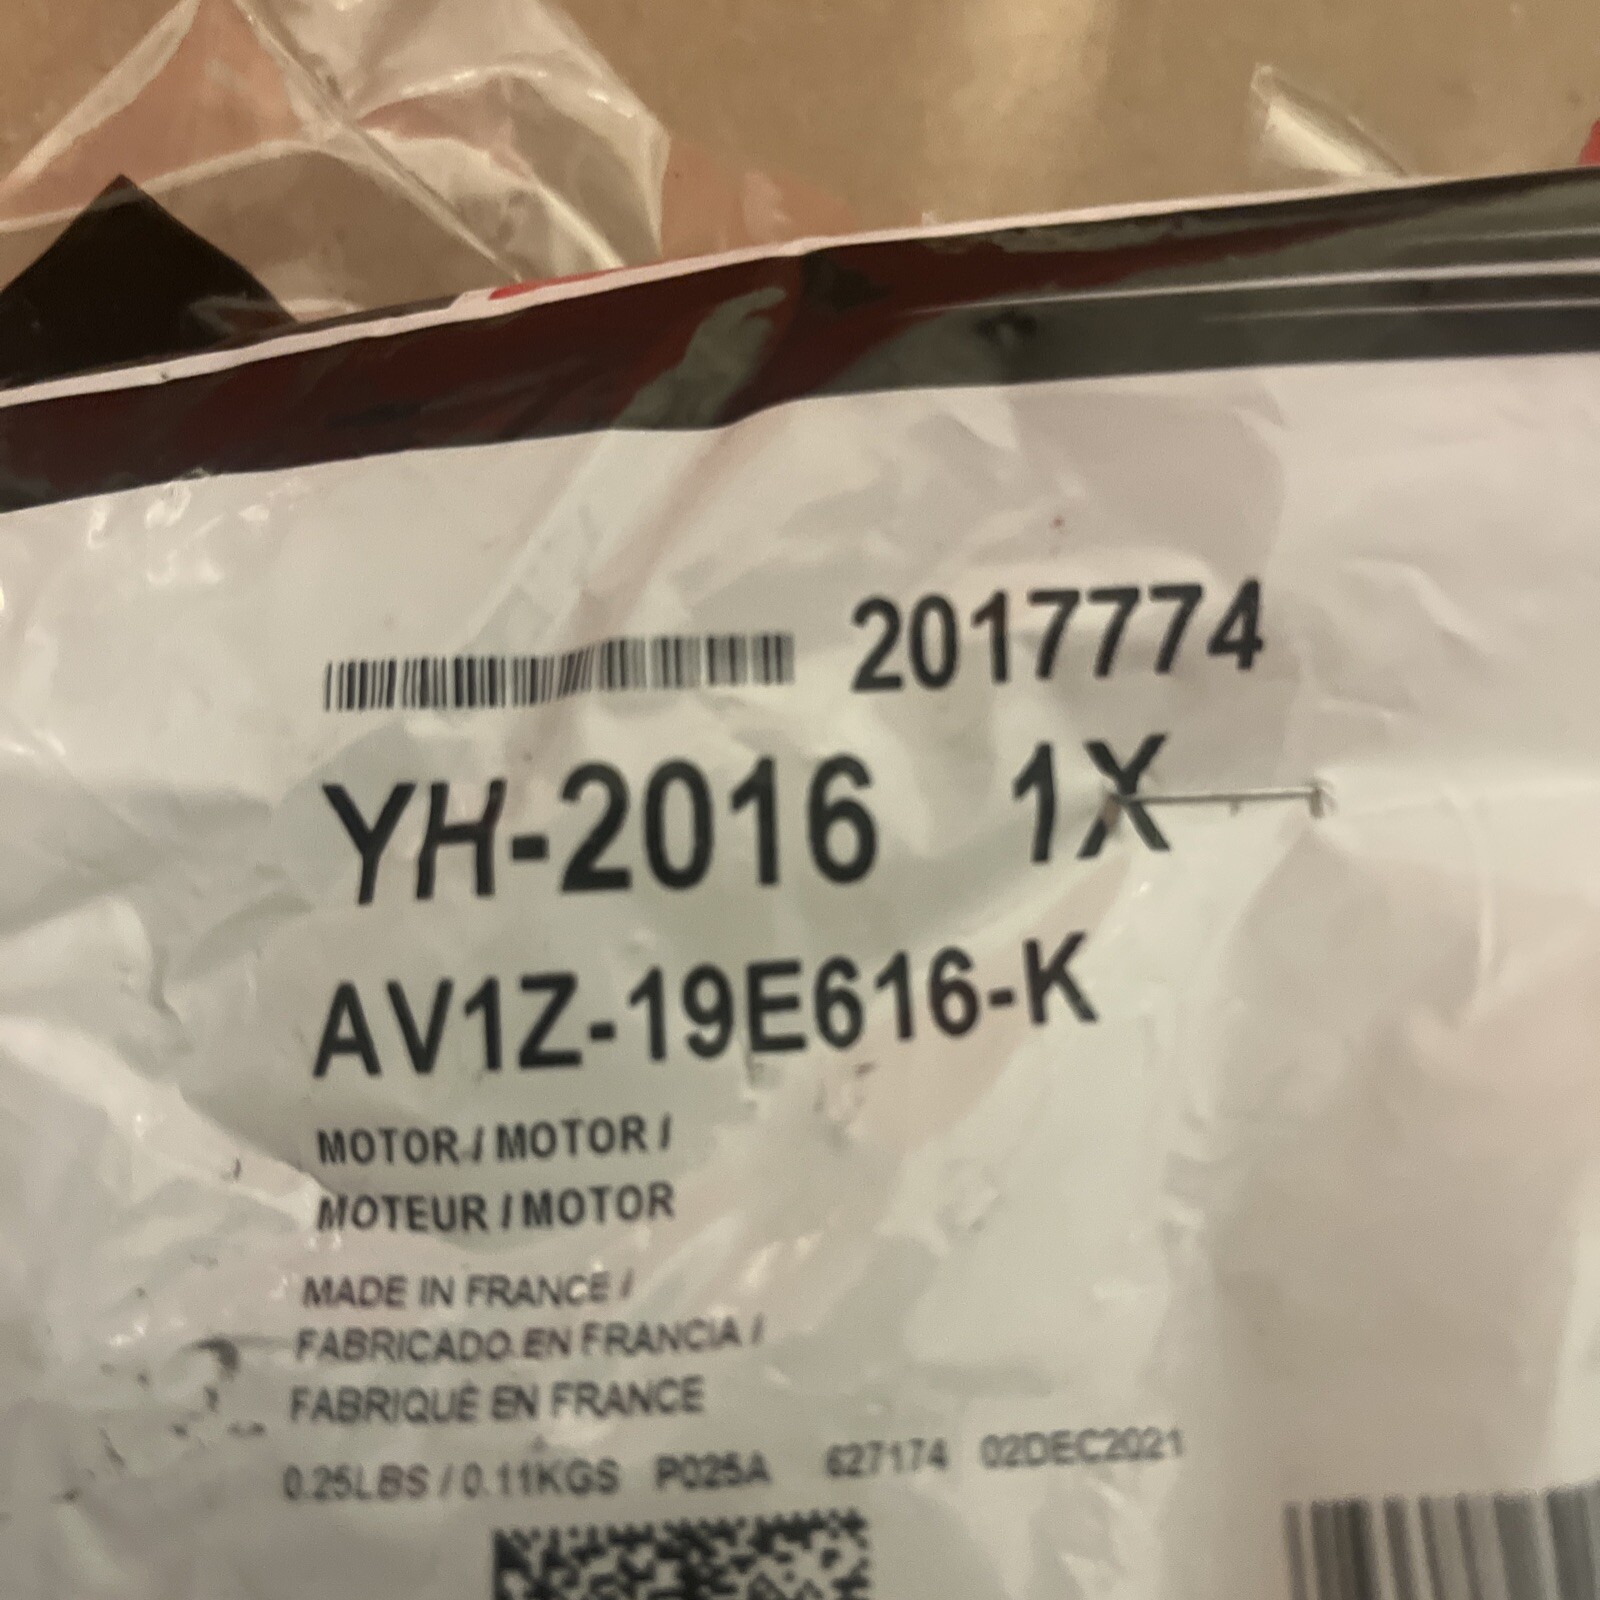 2017774
YH-2016 1X
AV1Z-19E616-K
MOTOR / MOTOR /
MOTEUR / MOTOR
MADE IN FRANCE /
FABRICADO EN FRANCIA /
FABRIQUÉ EN FRANCE
0.25LBS / 0.11KGS P025A 627174 02DEC2021